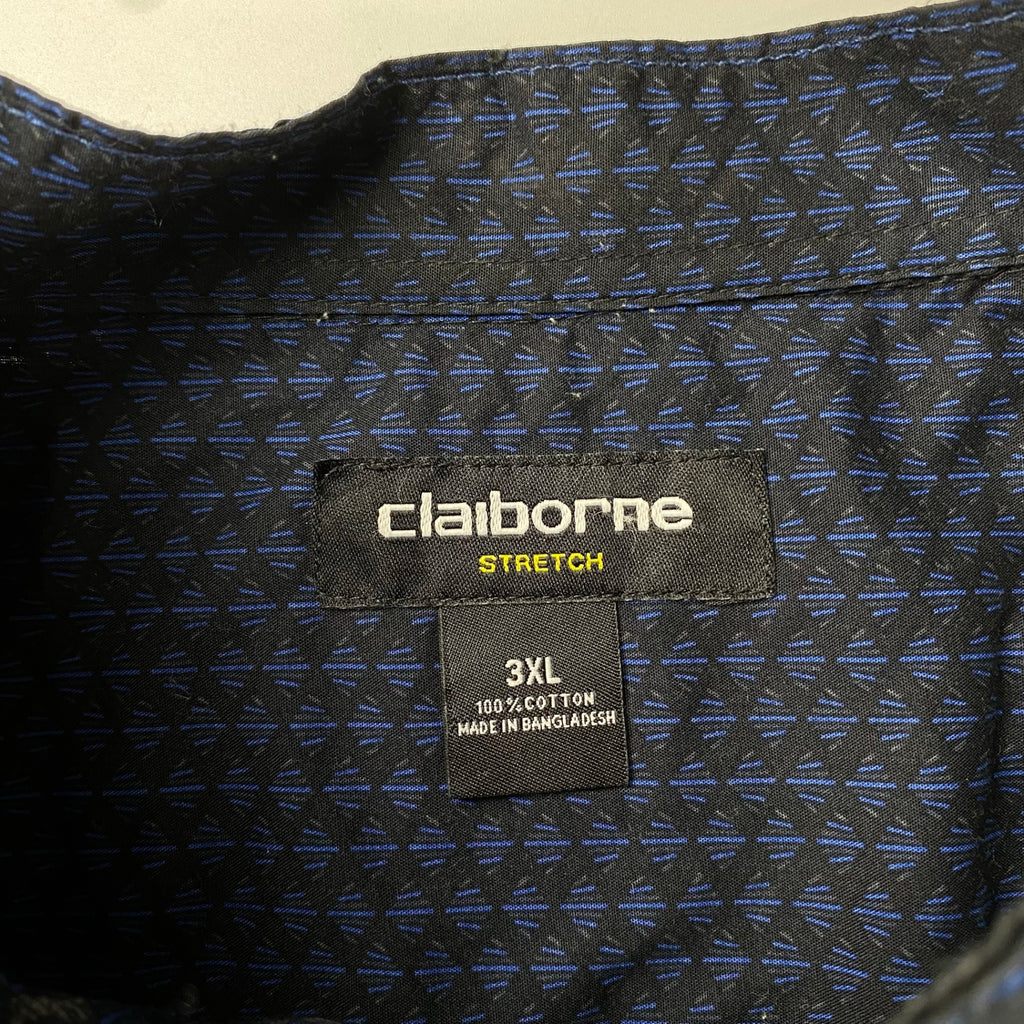 claiborne
STRETCH
3XL
100%COTTON
MADE IN BANGLADESH